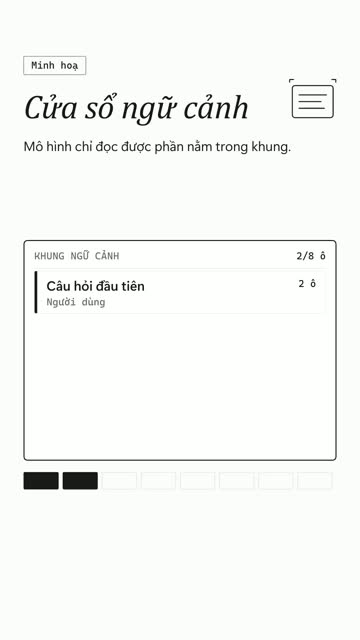 Minh hoạ
Cửa sổ ngữ cảnh
Mô hình chỉ đọc được phần nằm trong khung.
KHUNG NGỮ CẢNH 2/8 ô
Câu hỏi đầu tiên 2 ô
Người dùng